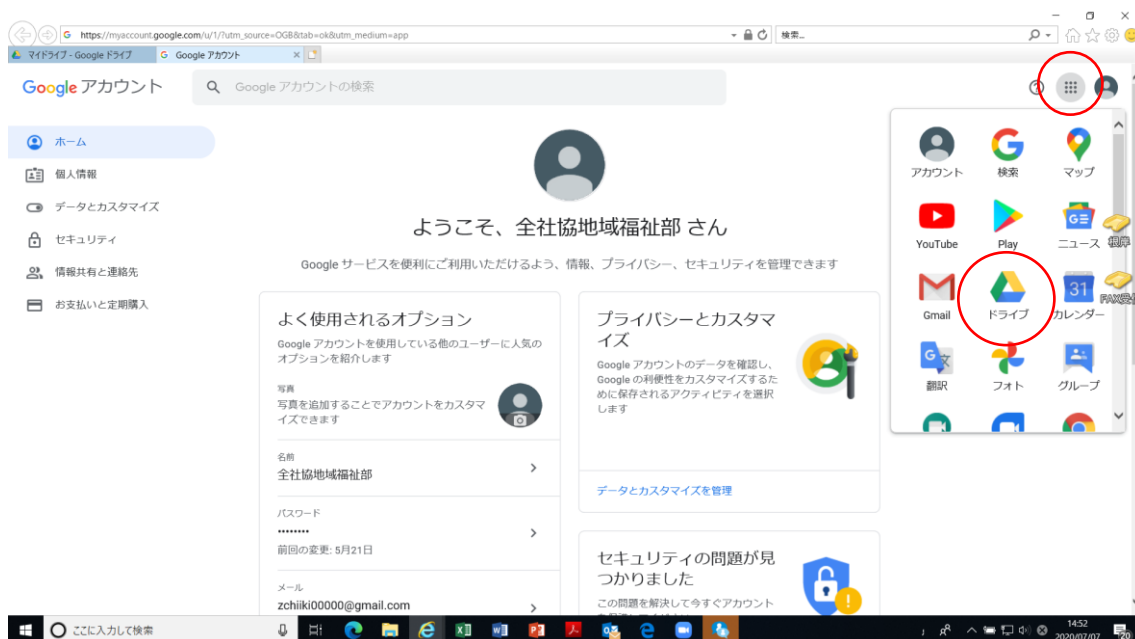 https://myaccount.google.com/u/1/?utm_source=OGB&tab=ok&utm_medium=app
検索...
マイドライブ - Google ドライブ
Google アカウント
Google アカウント
Google アカウントの検索
ホーム
個人情報
データとカスタマイズ
セキュリティ
情報共有と連絡先
お支払いと定期購入
ようこそ、全社協地域福祉部 さん
Google サービスを便利にご利用いただけるよう、情報、プライバシー、セキュリティを管理できます
よく使用されるオプション
Google アカウントを使用している他のユーザーに人気の
オプションを紹介します
写真
写真を追加することでアカウントをカスタマ
イズできます
名前
全社協地域福祉部
パスワード
••••••••
前回の変更: 5月21日
メール
zchiiki00000@gmail.com
プライバシーとカスタマ
イズ
Google アカウントのデータを確認し、
Google の利便性をカスタマイズするた
めに保存されるアクティビティを選択
します
データとカスタマイズを管理
セキュリティの問題が見
つかりました
この問題を解決して今すぐアカウント
アカウント
検索
マップ
YouTube
Play
ニュース
Gmail
ドライブ
31
カレンダー
翻訳
フォト
グループ
根岸
ここに入力して検索
14:52
2020/07/07